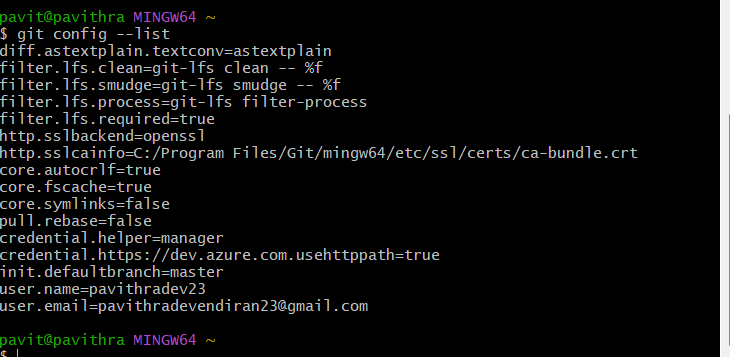 pavit@pavithra MINGW64 ~
$ git config --list
diff.astextplain.textconv=astextplain
filter.lfs.clean=git-lfs clean -- %f
filter.lfs.smudge=git-lfs smudge -- %f
filter.lfs.process=git-lfs filter-process
filter.lfs.required=true
http.sslbackend=openssl
http.sslcainfo=C:/Program Files/Git/mingw64/etc/ssl/certs/ca-bundle.crt
core.autocrlf=true
core.fscache=true
core.symlinks=false
pull.rebase=false
credential.helper=manager
credential.https://dev.azure.com.usehttppath=true
init.defaultbranch=master
user.name=pavithradev23
user.email=pavithradevendiran23@gmail.com
pavit@pavithra MINGW64 ~
$